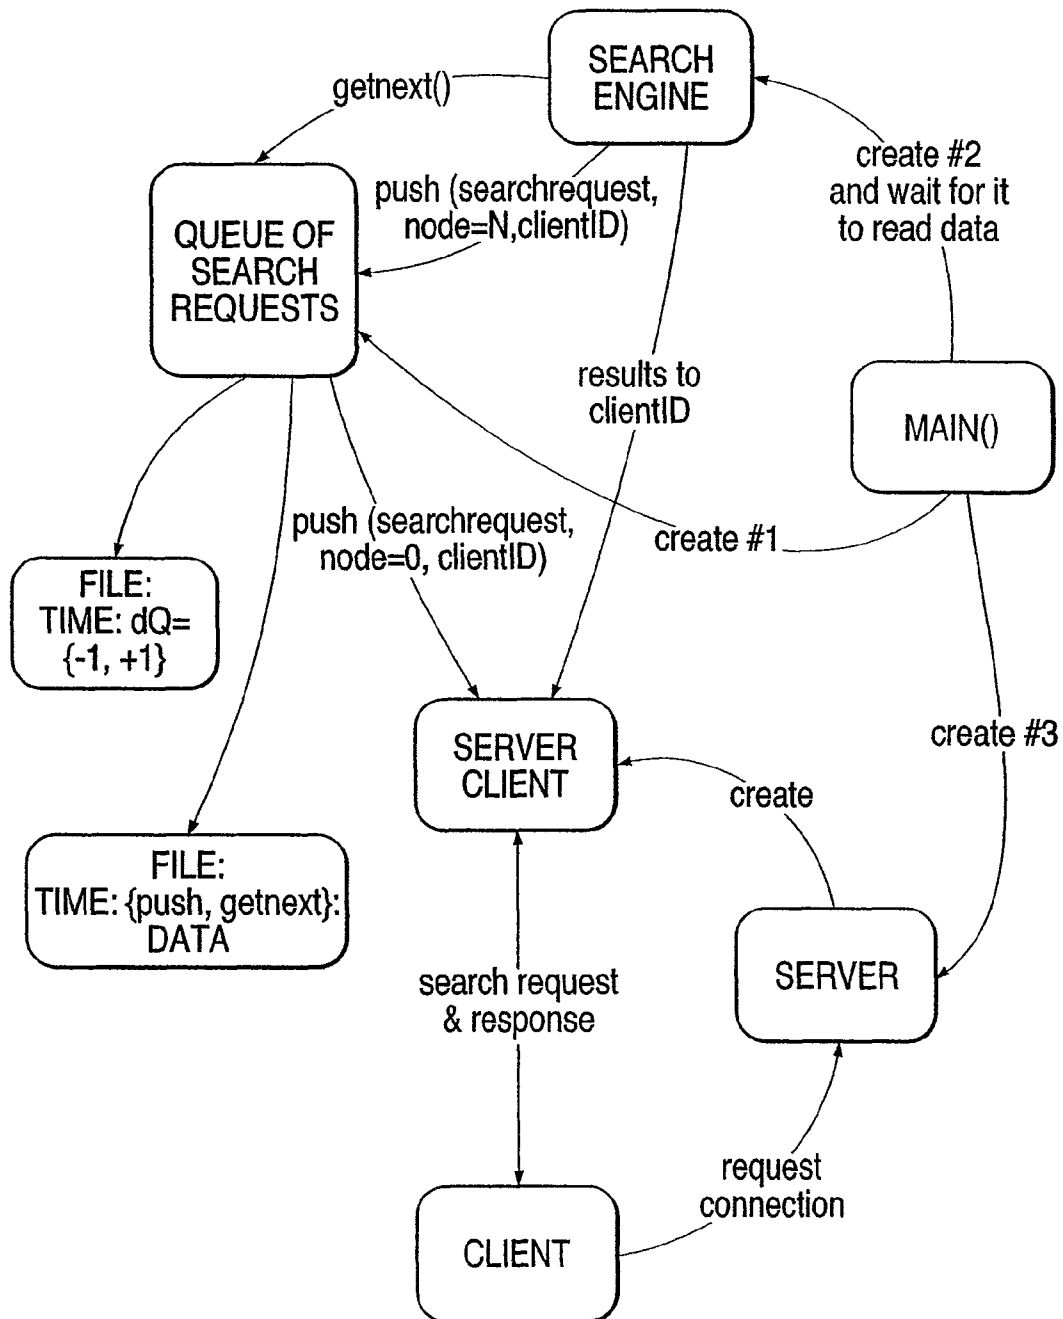 SEARCH
ENGINE
getnext()
create #2
and wait for it
to read data
push (searchrequest,
node=N,clientID)
QUEUE OF
SEARCH
REQUESTS
results to
clientID
MAIN()
push (searchrequest,
node=0, clientID)
create #1
FILE:
TIME: dQ=
{-1, +1}
create #3
SERVER
CLIENT
create
FILE:
TIME: {push, getnext}:
DATA
SERVER
search request
& response
request
connection
CLIENT